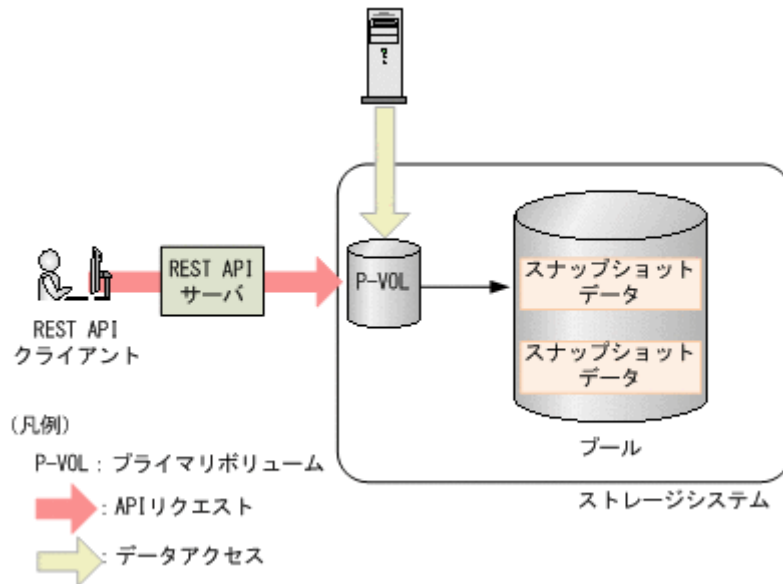 REST API
サーバ
P-VOL
スナップショット
データ
スナップショット
データ
REST API
クライアント
プール
ストレージシステム
(凡例)
P-VOL : プライマリボリューム
: APIリクエスト
: データアクセス